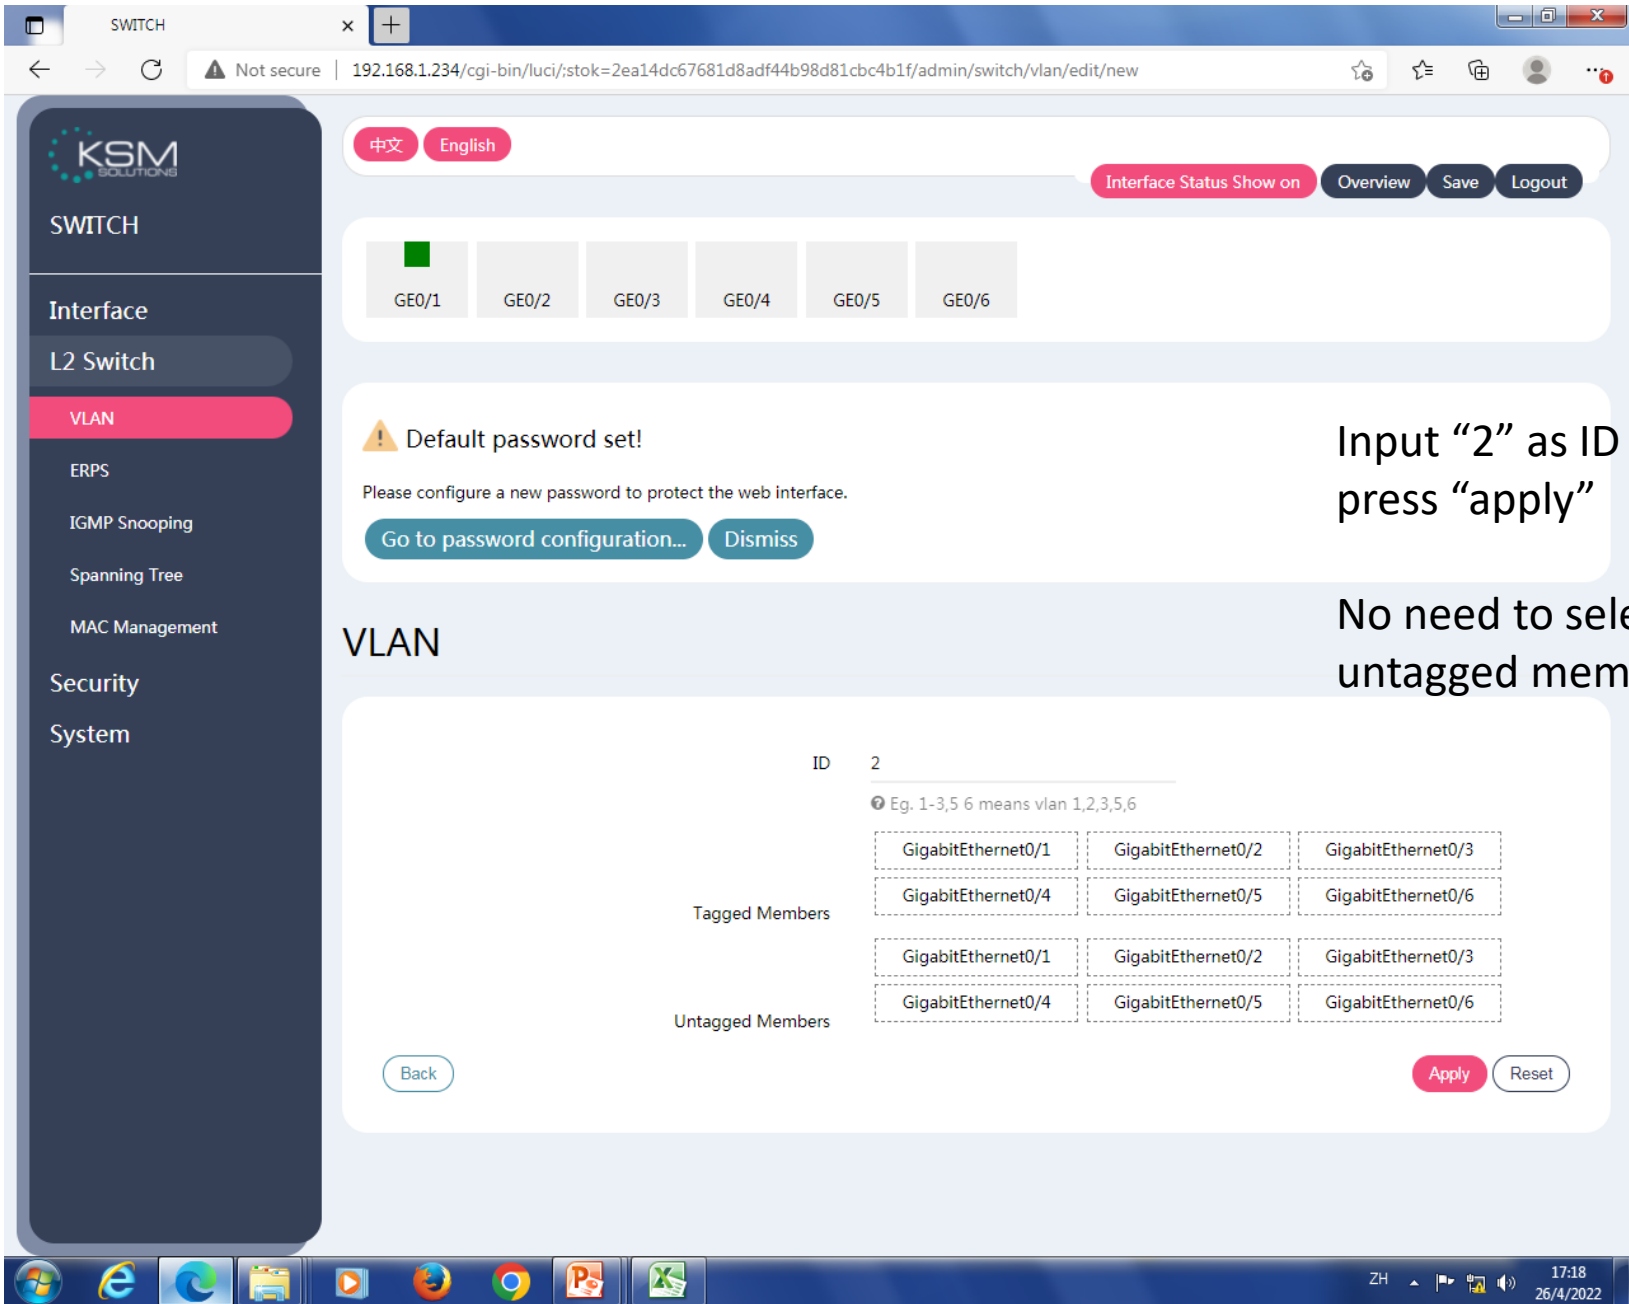 SWITCH
Not secure 192.168.1.234/cgi-bin/luci/;stok=2ea14dc67681d8adf44b98d81cbc4b1f/admin/switch/vlan/edit/new
KSM
SOLUTIONS
中文 English
Interface Status Show on Overview Save Logout
SWITCH
GE0/1 GE0/2 GE0/3 GE0/4 GE0/5 GE0/6
Interface
L2 Switch
VLAN
ERPS
IGMP Snooping
Spanning Tree
MAC Management
Security
System
Default password set!
Please configure a new password to protect the web interface.
Go to password configuration... Dismiss
Input “2” as ID
press “apply”
No need to sele
untagged mem
VLAN
ID 2
Eg. 1-3,5 6 means vlan 1,2,3,5,6
GigabitEthernet0/1 GigabitEthernet0/2 GigabitEthernet0/3
GigabitEthernet0/4 GigabitEthernet0/5 GigabitEthernet0/6
Tagged Members
GigabitEthernet0/1 GigabitEthernet0/2 GigabitEthernet0/3
GigabitEthernet0/4 GigabitEthernet0/5 GigabitEthernet0/6
Untagged Members
Back Apply Reset
ZH 17:18
26/4/2022